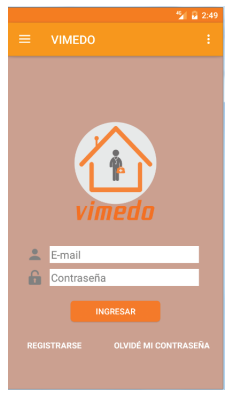 2:49
VIMEDO
vimedo
E-mail
Contraseña
INGRESAR
REGISTRARSE OLVIDÉ MI CONTRASEÑA